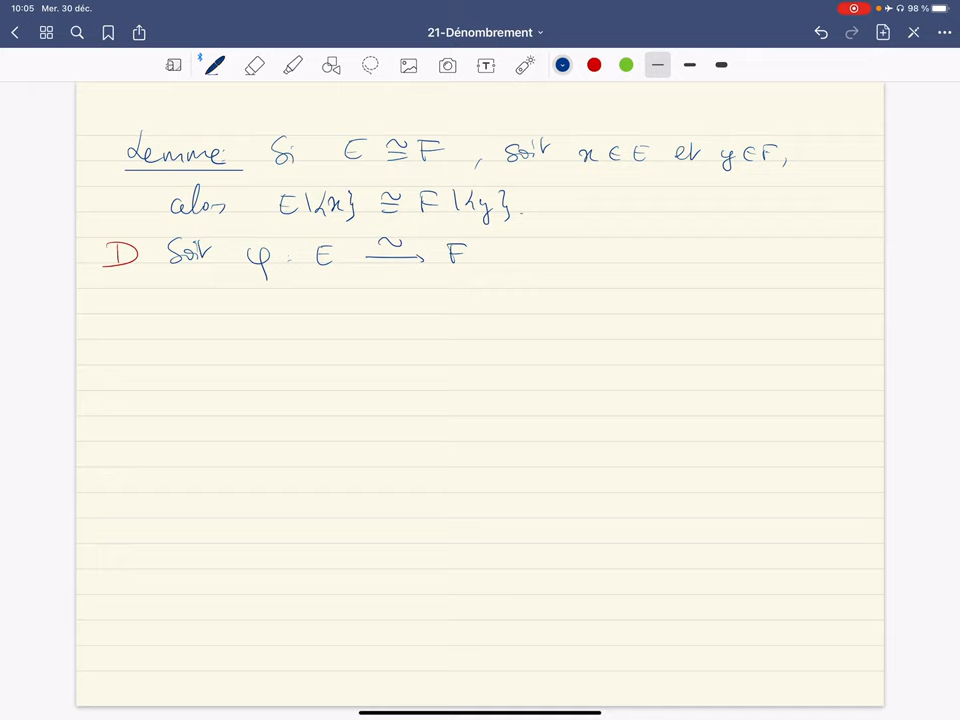 10:05 Mer. 30 déc. 98 %
21-Dénombrement
Lemme: Si E ≅ F, soit x ∈ E et y ∈ F,
alors E\{x} ≅ F\{y}.
D Soit φ: E ⥲ F